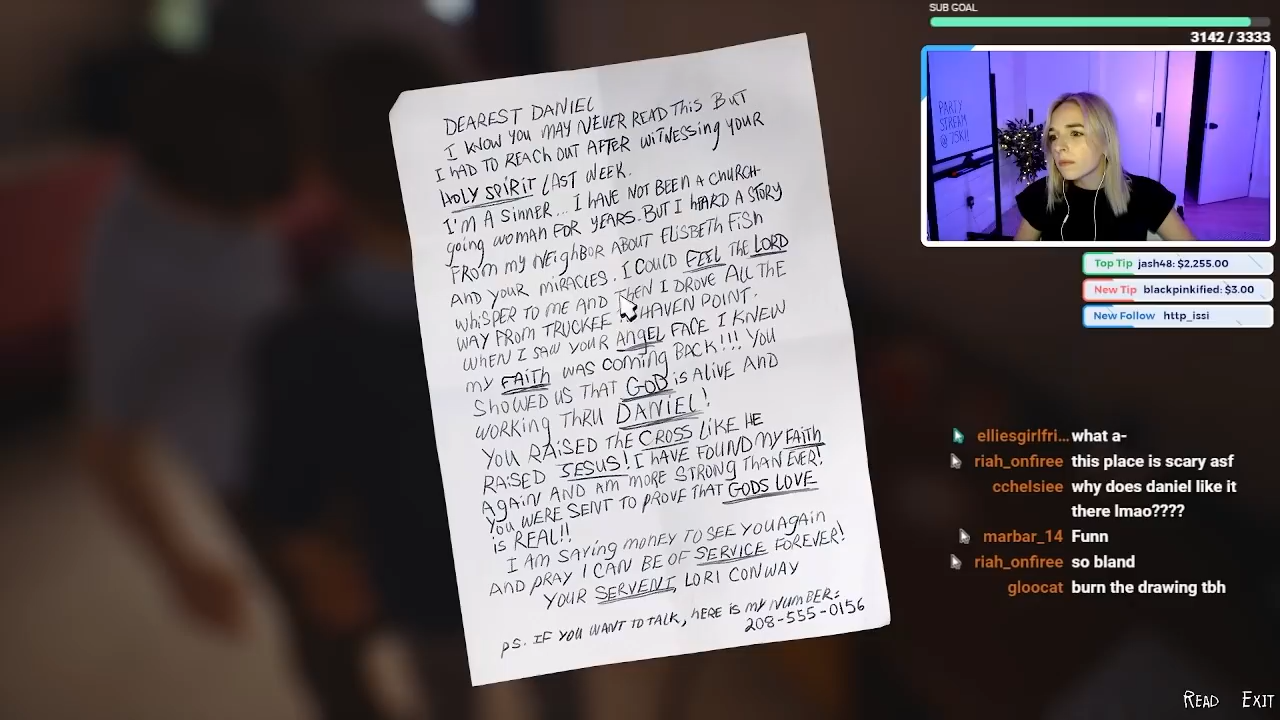 SUB GOAL
3142 / 3333
PARTY
STREAM
@ 75K!!
DEAREST DANIEL
I KNOW YOU MAY NEVER READ THIS BUT
I HAD TO REACH OUT AFTER WITNESSING YOUR
HOLY SPIRIT LAST WEEK.
I'M A SINNER... I HAVE NOT BEEN A CHURCH-
going WOMAN FOR YEARS. BUT I HEARD A STORY
FROM MY NEIGHBOR ABOUT ELISBETH FISH
AND YOUR MIRACLES. I COULD FEEL THE LORD
WHISPER TO ME AND THEN I DROVE ALL THE
WAY FROM TRUCKEE HAVEN POINT.
WHEN I SAW YOUR ANGEL FACE I KNEW
MY FAITH WAS COMING BACK!!! YOU
SHOWED US THAT GOD IS ALIVE AND
WORKING THRU DANIEL!
YOU RAISED THE CROSS LIKE HE
RAISED JESUS! I HAVE FOUND MY FAITH
AGAIN AND AM MORE STRONG THAN EVER!
YOU WERE SENT TO PROVE THAT GODS LOVE
is REAL!!
I AM SAVING MONEY TO SEE YOU AGAIN
AND PRAY I CAN BE OF SERVICE FOREVER!
YOUR SERVENT, LORI CONWAY
PS. IF YOU WANT TO TALK, HERE IS MY NUMBER:
208-555-0156
Top Tip jash48: $2,255.00
New Tip blackpinkified: $3.00
New Follow http_issi
elliesgirlfri... what a-
riah_onfiree this place is scary asf
cchelsiee why does daniel like it
there lmao????
marbar_14 Funn
riah_onfiree so bland
gloocat burn the drawing tbh
READ EXIT